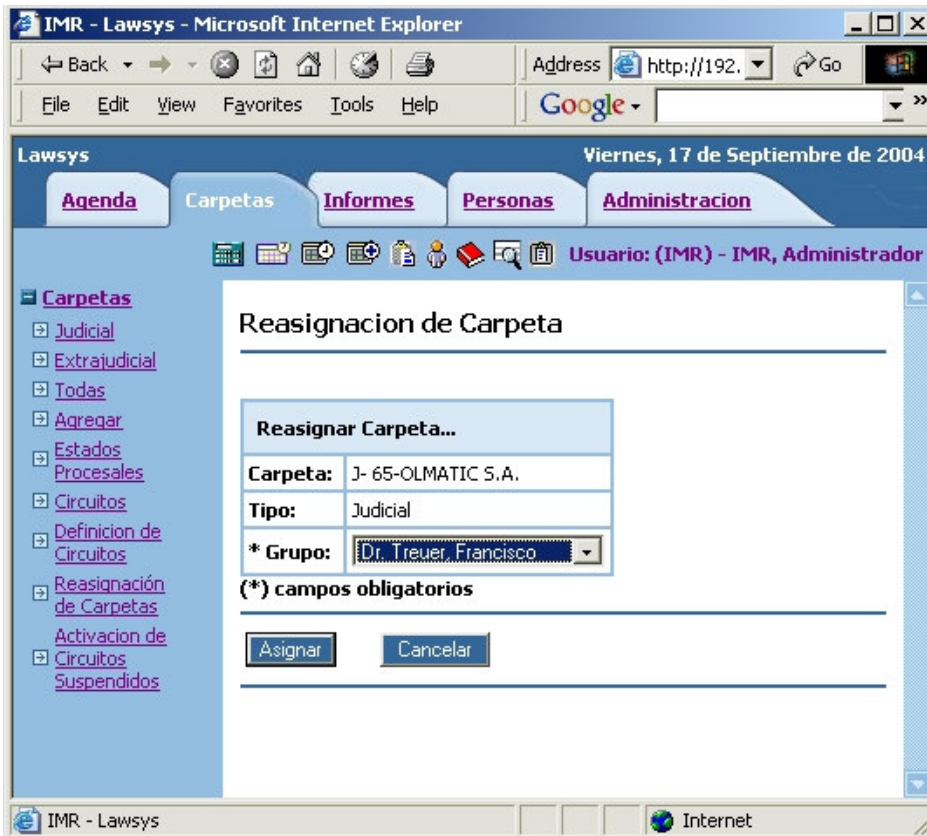 IMR - Lawsys - Microsoft Internet Explorer
Back
Address http://192. Go
File Edit View Favorites Tools Help
Google
Lawsys Viernes, 17 de Septiembre de 2004
Agenda Carpetas Informes Personas Administracion
Usuario: (IMR) - IMR, Administrador
Carpetas
Judicial
Extrajudicial
Todas
Agregar
Estados
Procesales
Circuitos
Definicion de
Circuitos
Reasignación
de Carpetas
Activacion de
Circuitos
Suspendidos
Reasignacion de Carpeta
Reasignar Carpeta...
Carpeta: J- 65-OLMATIC S.A.
Tipo: Judicial
* Grupo: Dr. Treuer, Francisco
(*) campos obligatorios
Asignar Cancelar
IMR - Lawsys Internet